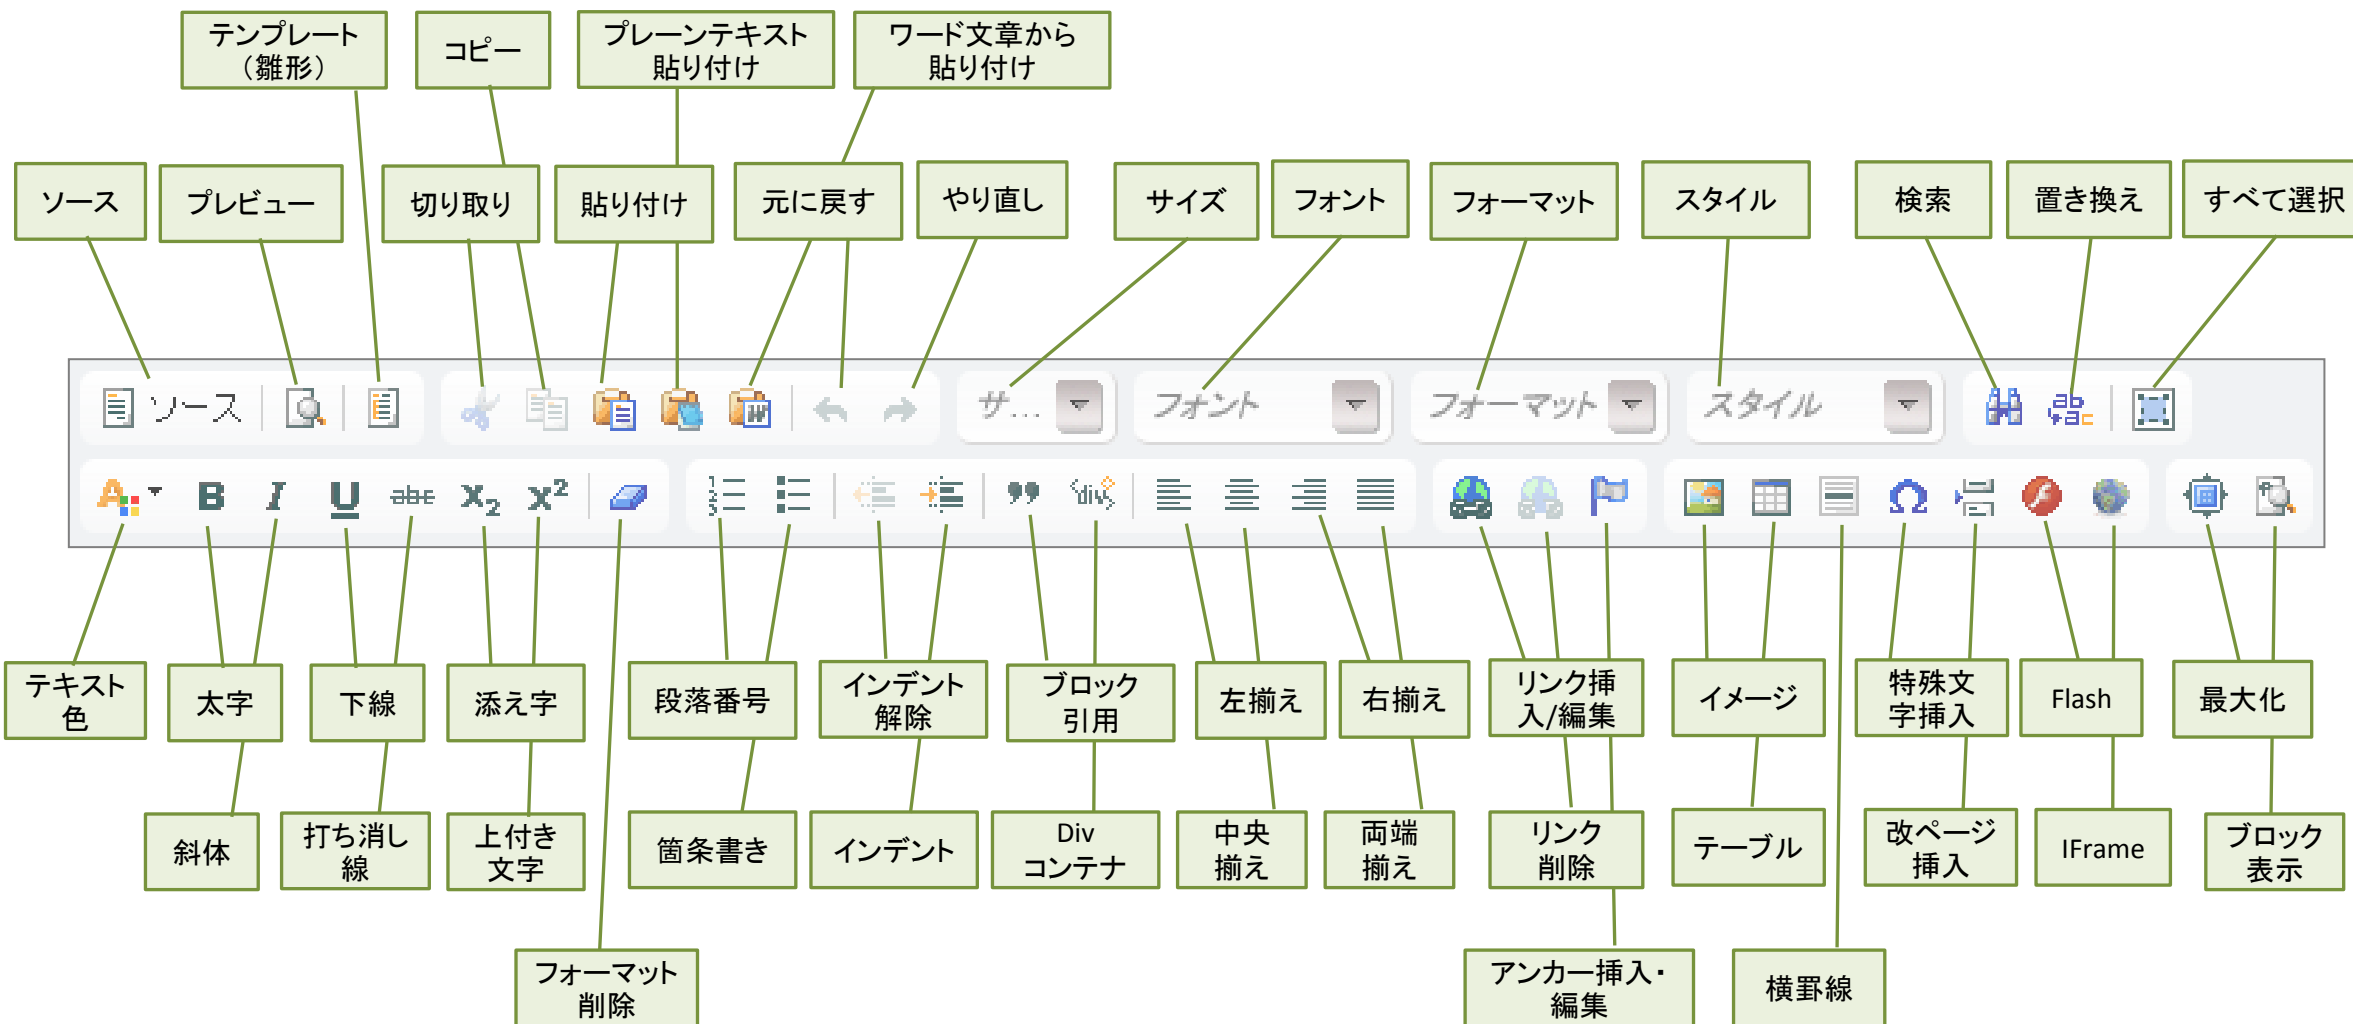 テンプレート
（雛形）
コピー
プレーンテキスト
貼り付け
ワード文章から
貼り付け
ソース
プレビュー
切り取り
貼り付け
元に戻す
やり直し
サイズ
フォント
フォーマット
スタイル
検索
置き換え
すべて選択
ソース
サ...
フォント
フォーマット
スタイル
ab
ac
A
B
I
U
abc
X₂
X²
div
Ω
テキスト
色
太字
下線
添え字
段落番号
インデント
解除
ブロック
引用
左揃え
右揃え
リンク挿
入/編集
イメージ
特殊文
字挿入
Flash
最大化
斜体
打ち消し
線
上付き
文字
箇条書き
インデント
Div
コンテナ
中央
揃え
両端
揃え
リンク
削除
テーブル
改ページ
挿入
IFrame
ブロック
表示
フォーマット
削除
アンカー挿入・
編集
横罫線